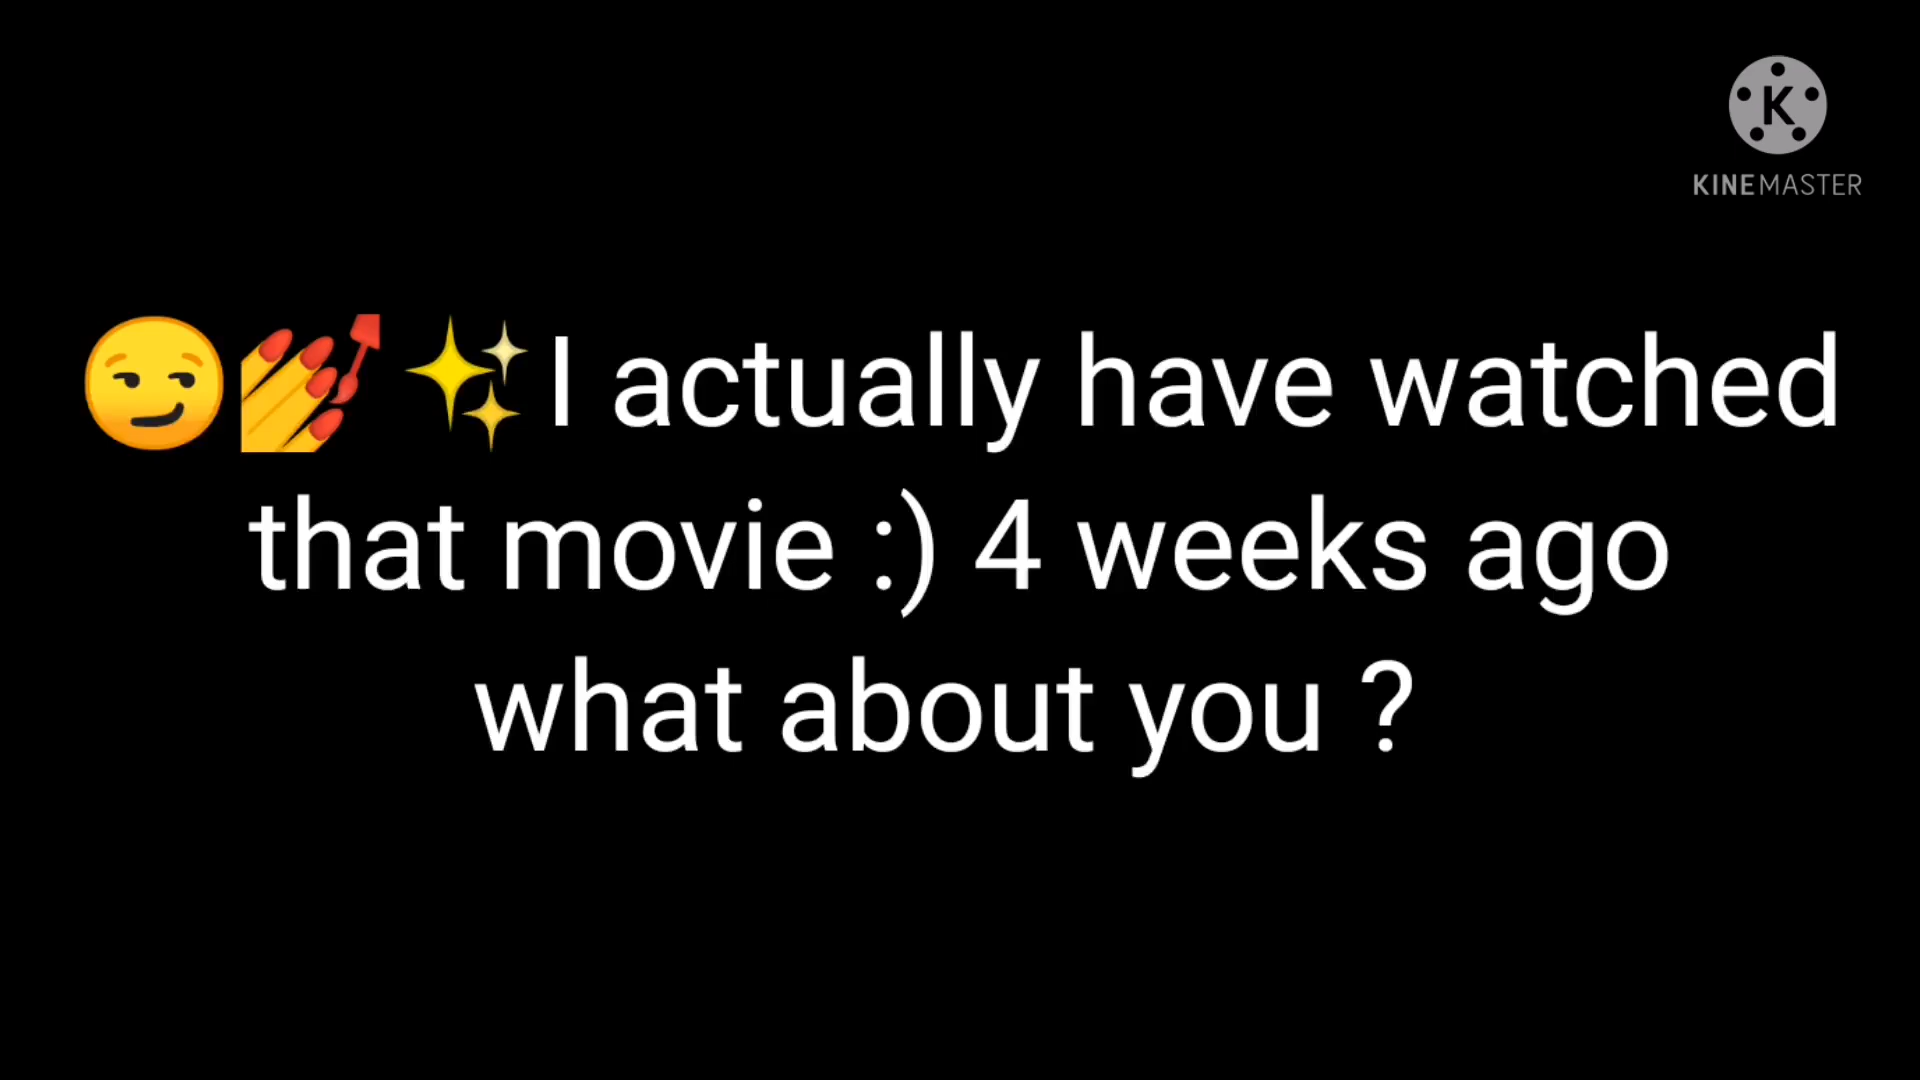 K
KINEMASTER
😏💅✨I actually have watched
that movie :) 4 weeks ago
what about you ?